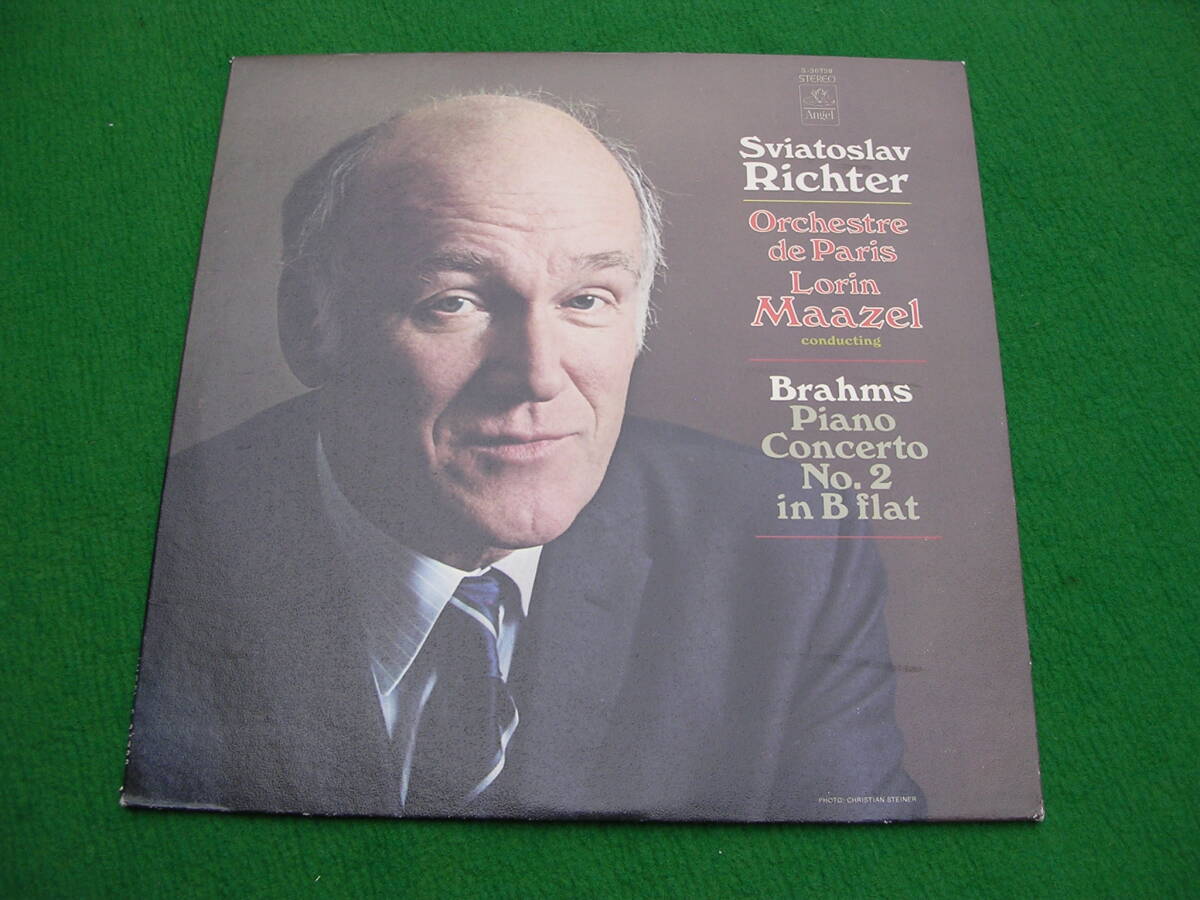 S-36728
STEREO
Angel
Sviatoslav
Richter
Orchestre
de Paris
Lorin
Maazel
conducting
Brahms
Piano
Concerto
No. 2
in B flat
PHOTO: CHRISTIAN STEINER